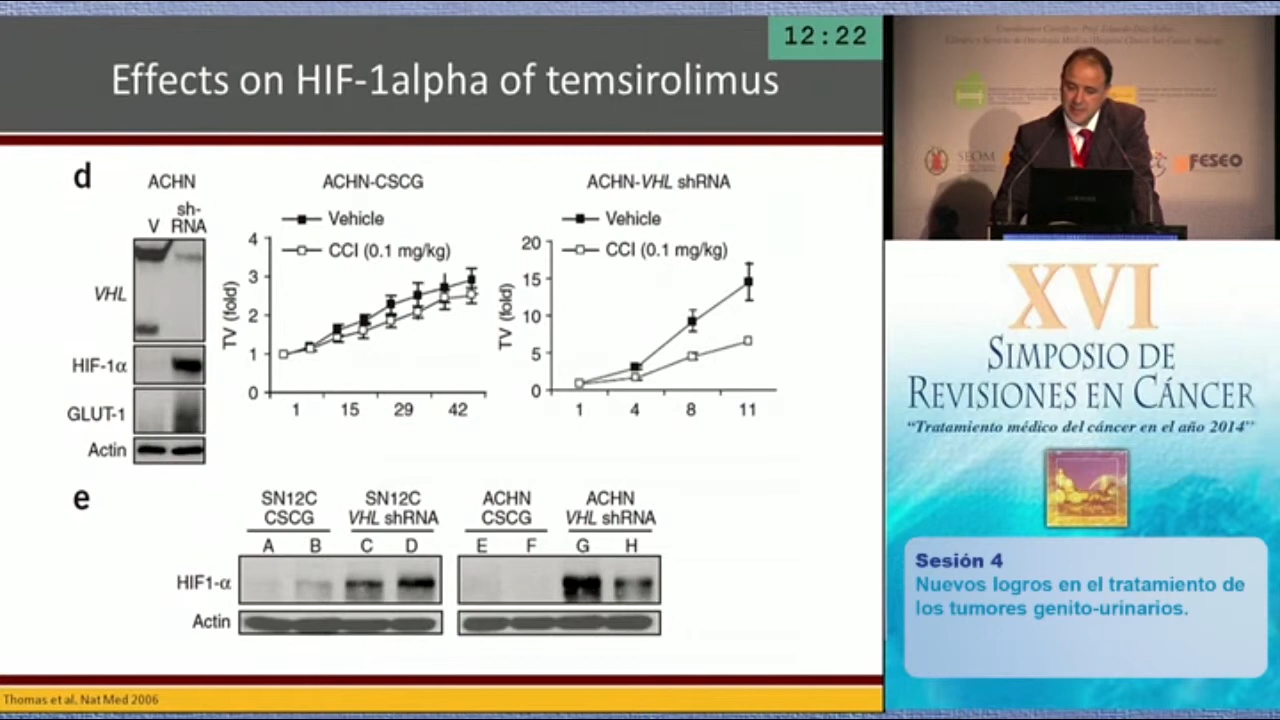 12:22
Effects on HIF-1alpha of temsirolimus
d
ACHN
V
sh-
RNA
VHL
HIF-1α
GLUT-1
Actin
ACHN-CSCG
Vehicle
CCI (0.1 mg/kg)
TV (fold)
4
3
2
1
0
1 15 29 42
ACHN-VHL shRNA
Vehicle
CCI (0.1 mg/kg)
TV (fold)
20
15
10
5
0
1 4 8 11
e
SN12C
CSCG
SN12C
VHL shRNA
ACHN
CSCG
ACHN
VHL shRNA
A B C D E F G H
HIF1-α
Actin
Thomas et al. Nat Med 2006
SEOM
FESEO
XVI
SIMPOSIO DE
REVISIONES EN CÁNCER
“Tratamiento médico del cáncer en el año 2014”
Sesión 4
Nuevos logros en el tratamiento de
los tumores genito-urinarios.